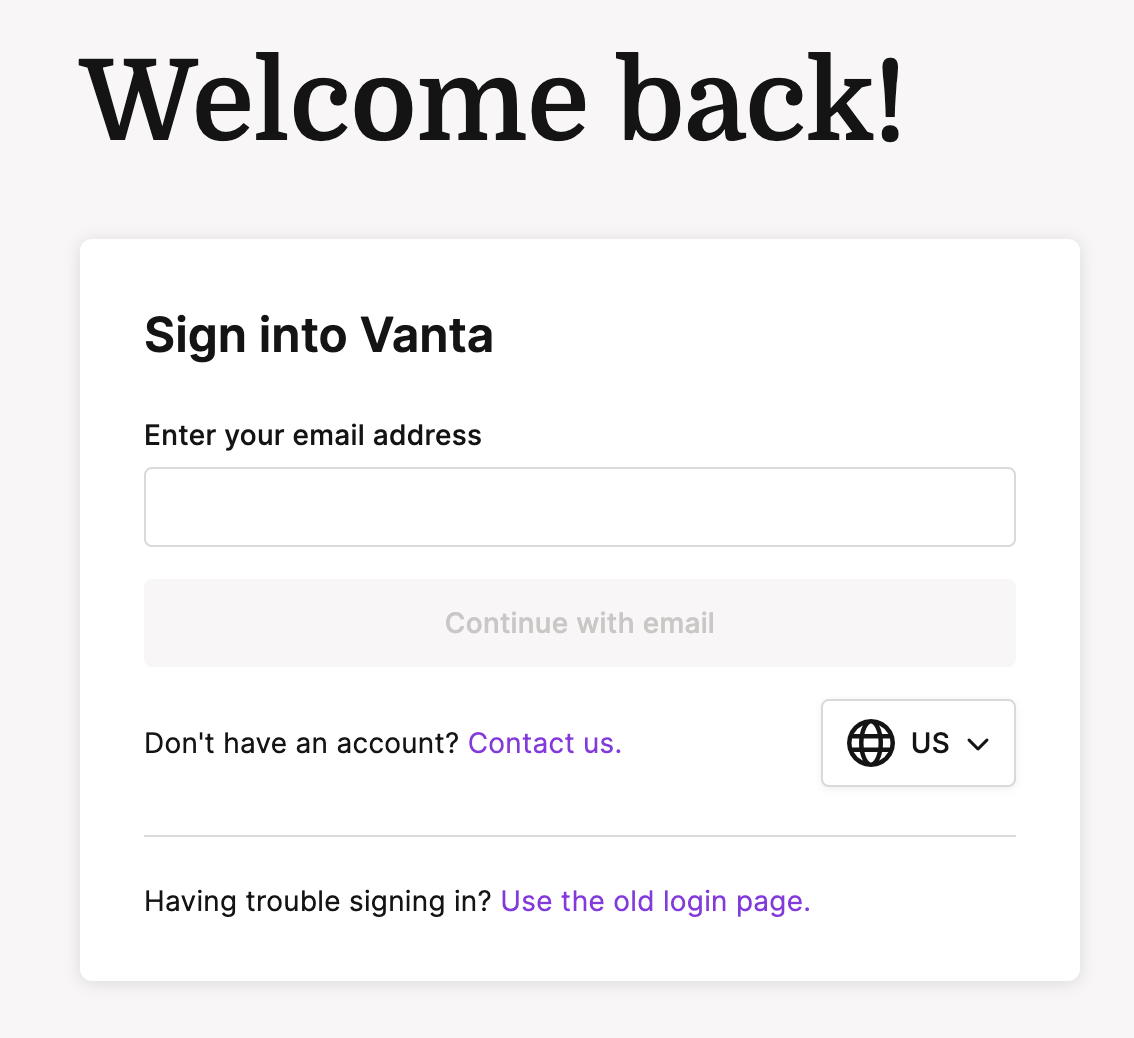 Welcome back!
Sign into Vanta
Enter your email address
Continue with email
Don't have an account? Contact us.
US
Having trouble signing in? Use the old login page.